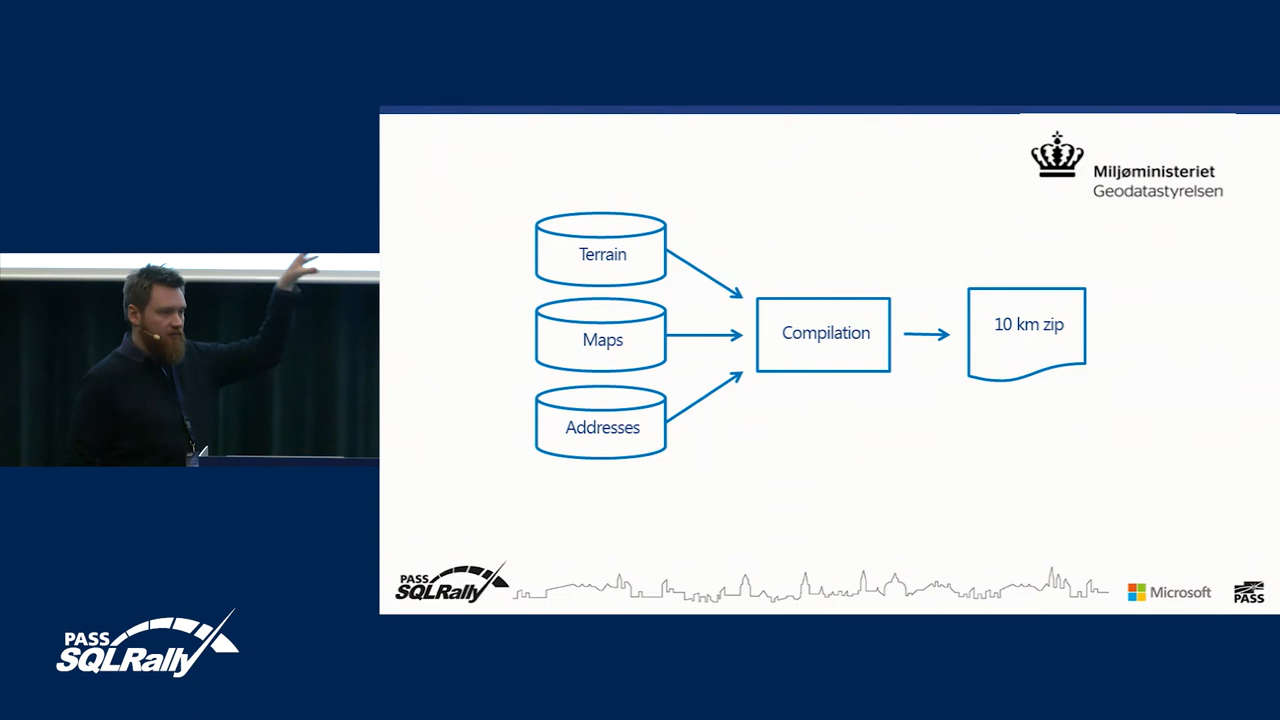 Miljøministeriet
Geodatastyrelsen
Terrain
Maps
Addresses
Compilation
10 km zip
PASS
SQLRally
Microsoft
PASS
PASS
SQLRally